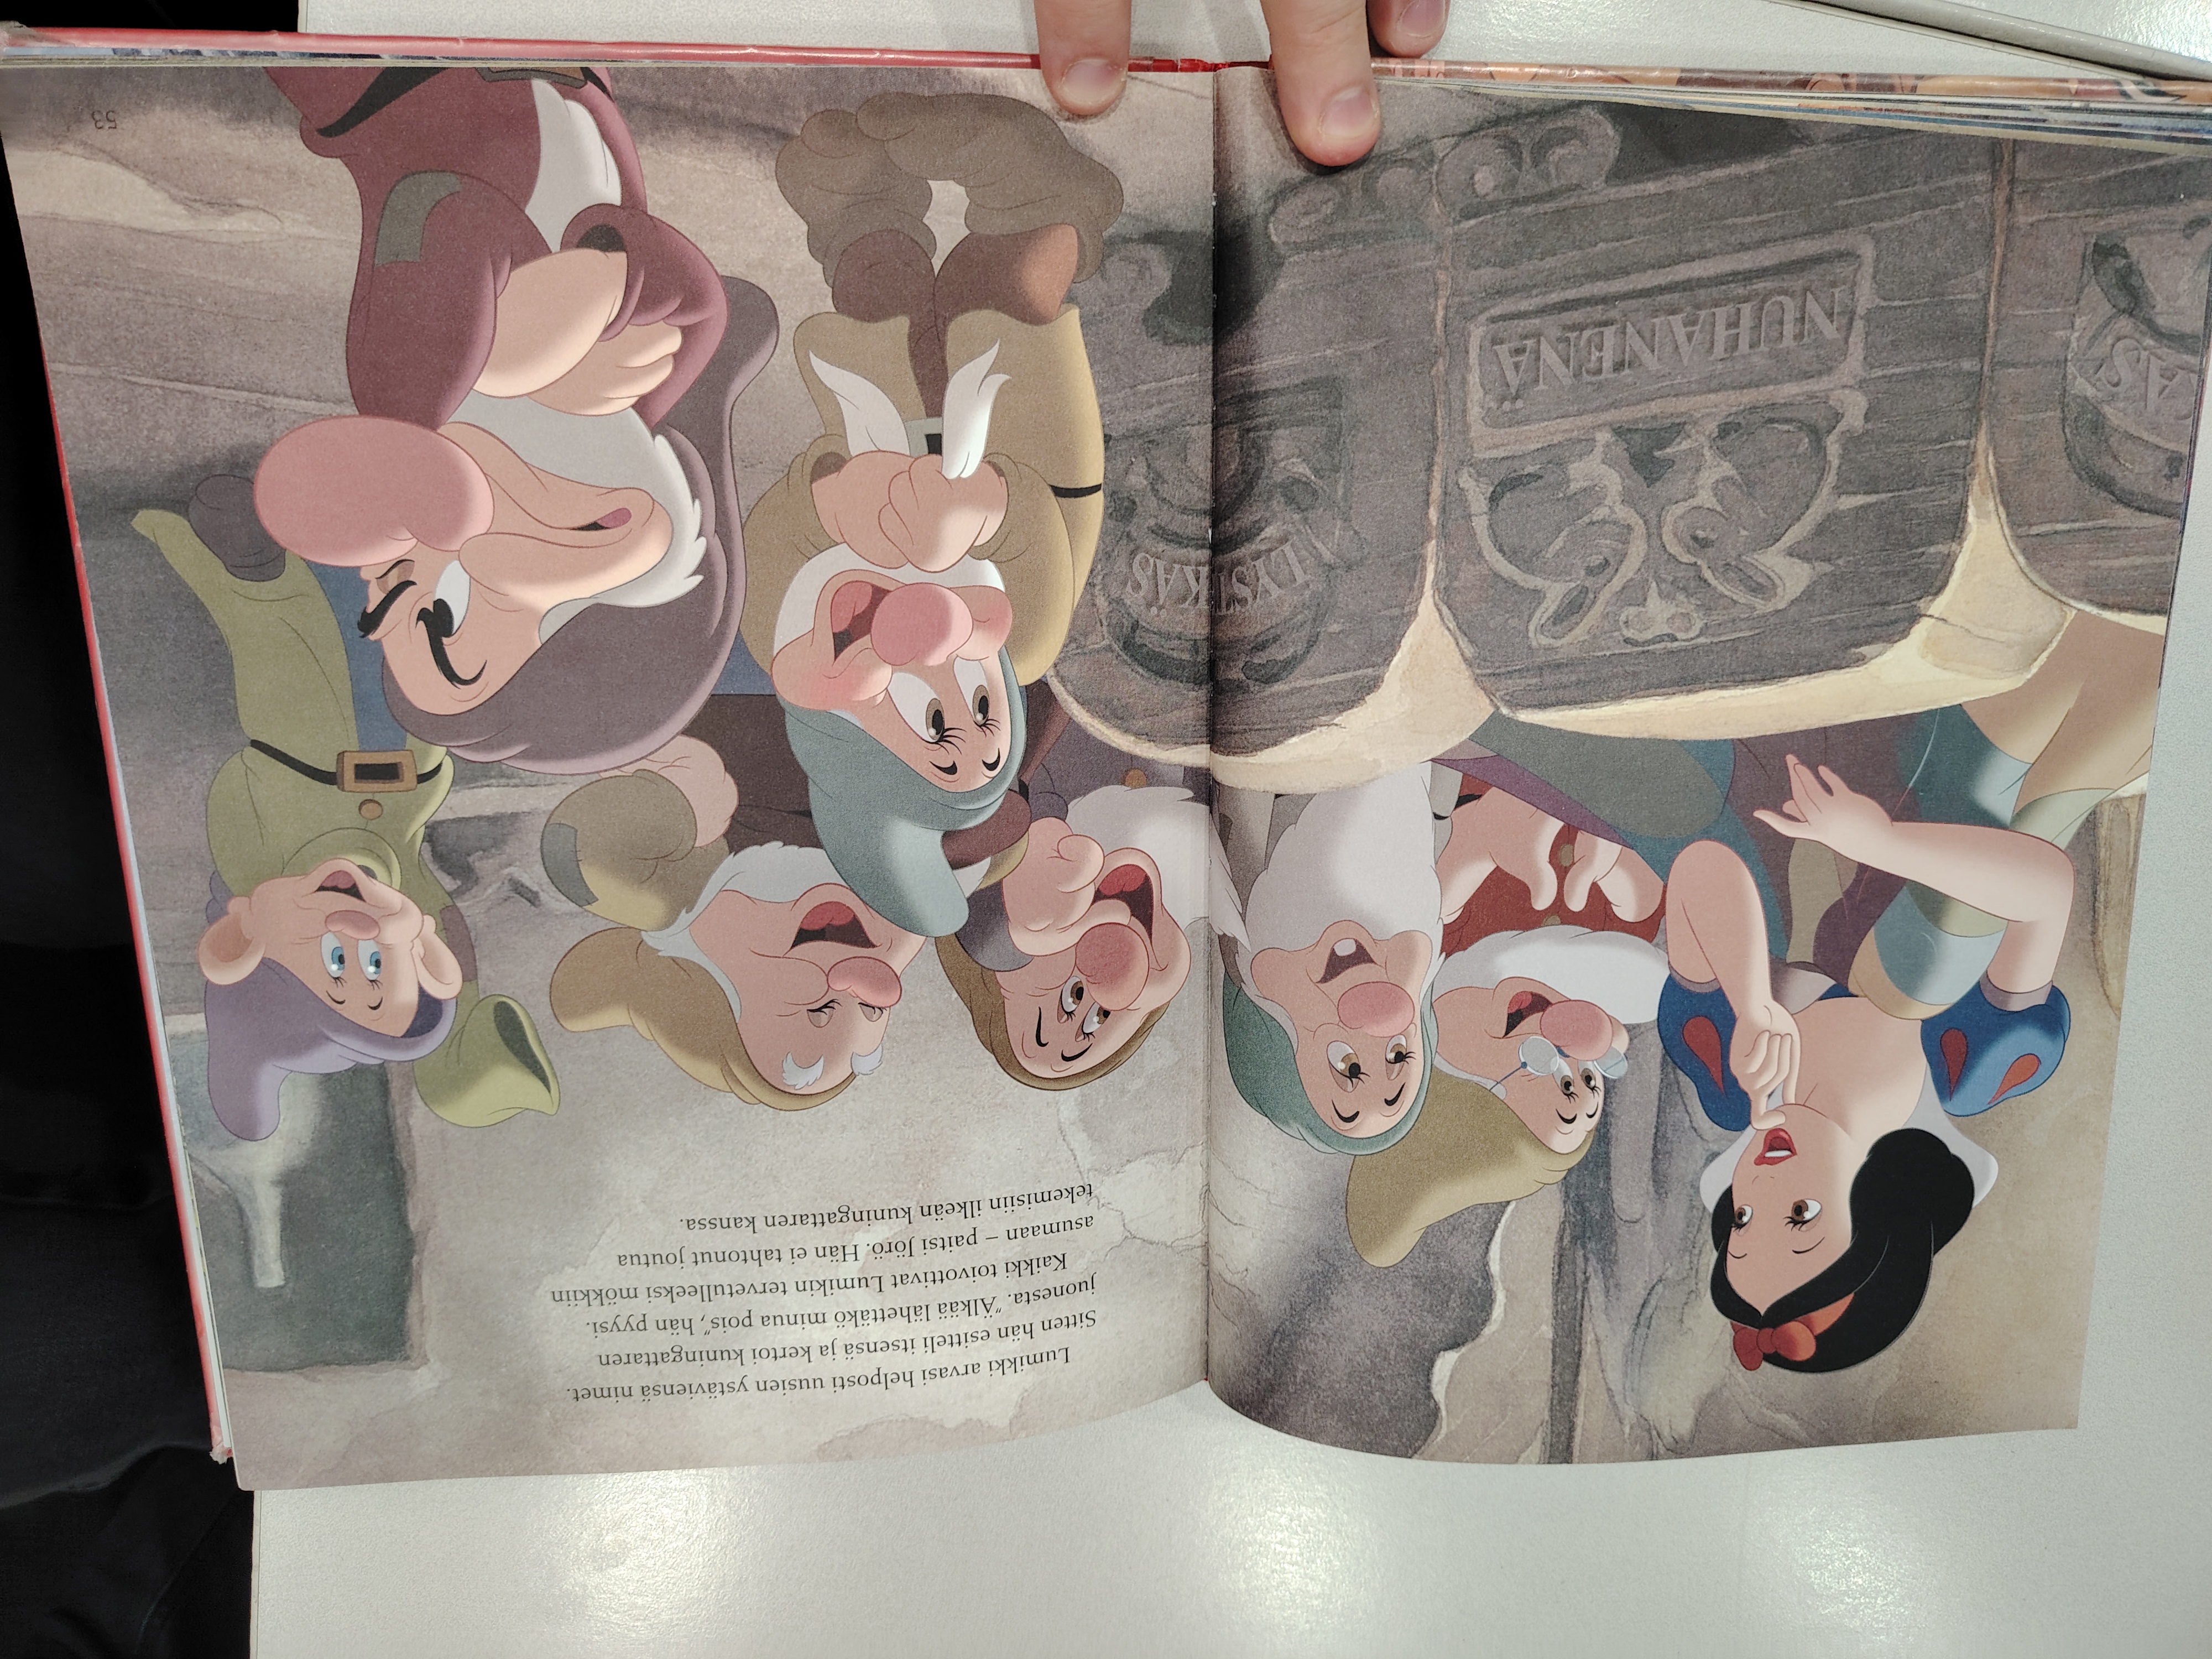 Lumikki arvasi helposti uusien ystäviensä nimet.
Sitten hän esitteli itsensä ja kertoi kuningattaren
juonesta. ”Älkää lähettäkö minua pois”, hän pyysi.
Kaikki toivottivat Lumikin tervetulleeksi mökkiin
asumaan – paitsi Jörö. Hän ei tahtonut joutua
tekemisiin ilkeän kuningattaren kanssa.
NUHANENÄ
LYSTIKÄS
53